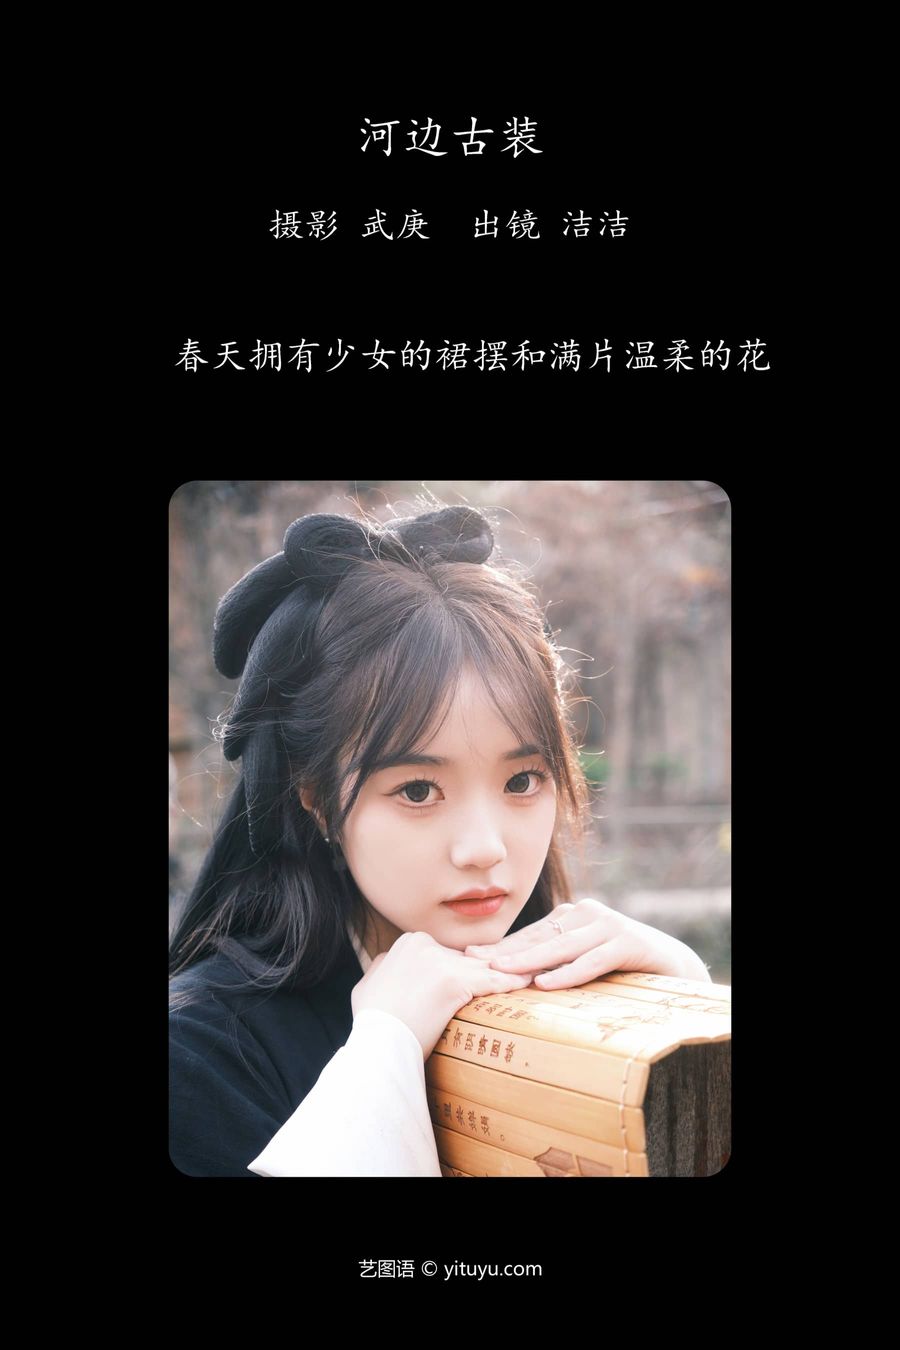 河边古装
摄影 武庚 出镜 洁洁
春天拥有少女的裙摆和满片温柔的花
艺图语 © yituyu.com